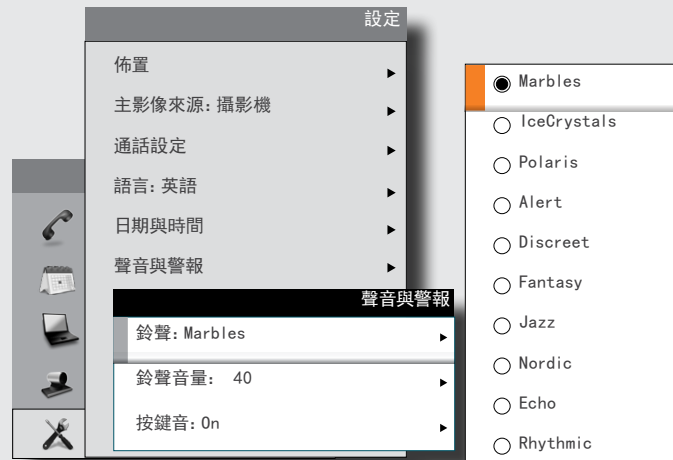 設定
佈置
主影像來源: 攝影機
通話設定
語言: 英語
日期與時間
聲音與警報
聲音與警報
鈴聲: Marbles
鈴聲音量: 40
按鍵音: On
Marbles
IceCrystals
Polaris
Alert
Discreet
Fantasy
Jazz
Nordic
Echo
Rhythmic